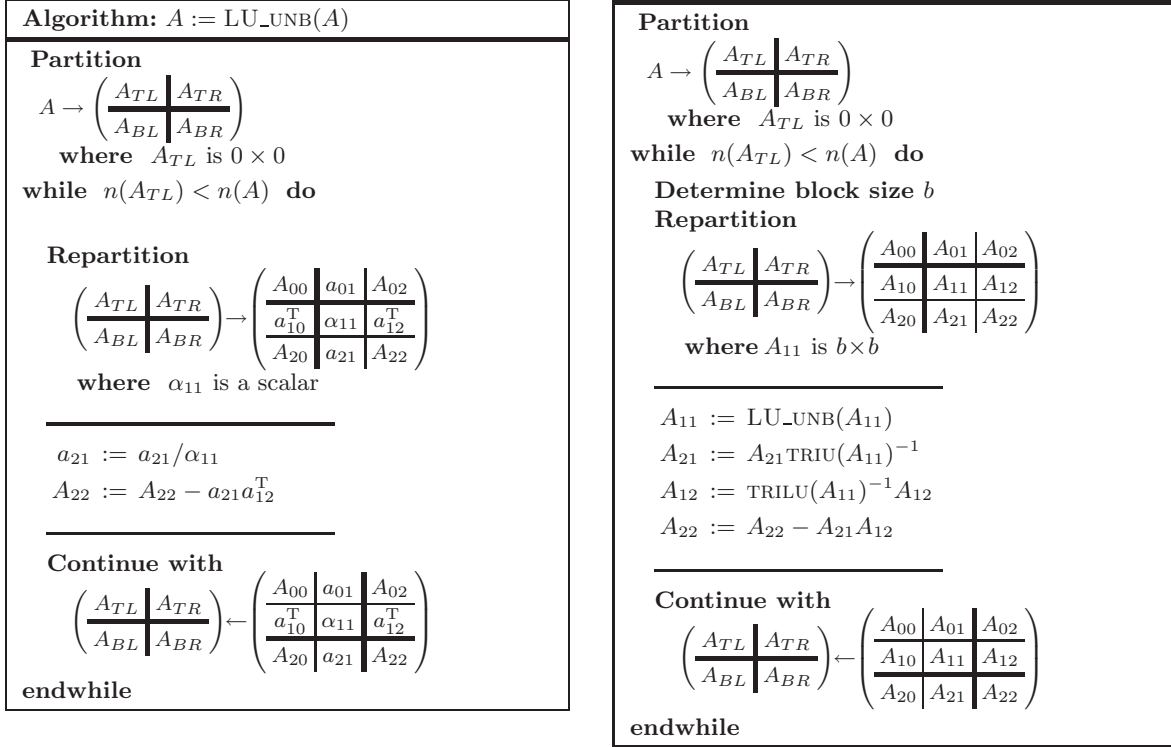 Algorithm: A := LU_UNB(A)
Partition
A → ( A_TL | A_TR
A_BL | A_BR )
where A_TL is 0 × 0
while n(A_TL) < n(A) do
Repartition
( A_TL | A_TR
A_BL | A_BR ) → ( A_00 | a_01 | A_02
a_10^T | α_11 | a_12^T
A_20 | a_21 | A_22 )
where α_11 is a scalar
a_21 := a_21/α_11
A_22 := A_22 − a_21 a_12^T
Continue with
( A_TL | A_TR
A_BL | A_BR ) ← ( A_00 | a_01 | A_02
a_10^T | α_11 | a_12^T
A_20 | a_21 | A_22 )
endwhile
Partition
A → ( A_TL | A_TR
A_BL | A_BR )
where A_TL is 0 × 0
while n(A_TL) < n(A) do
Determine block size b
Repartition
( A_TL | A_TR
A_BL | A_BR ) → ( A_00 | A_01 | A_02
A_10 | A_11 | A_12
A_20 | A_21 | A_22 )
where A_11 is b×b
A_11 := LU_UNB(A_11)
A_21 := A_21 TRIU(A_11)^−1
A_12 := TRILU(A_11)^−1 A_12
A_22 := A_22 − A_21 A_12
Continue with
( A_TL | A_TR
A_BL | A_BR ) ← ( A_00 | A_01 | A_02
A_10 | A_11 | A_12
A_20 | A_21 | A_22 )
endwhile